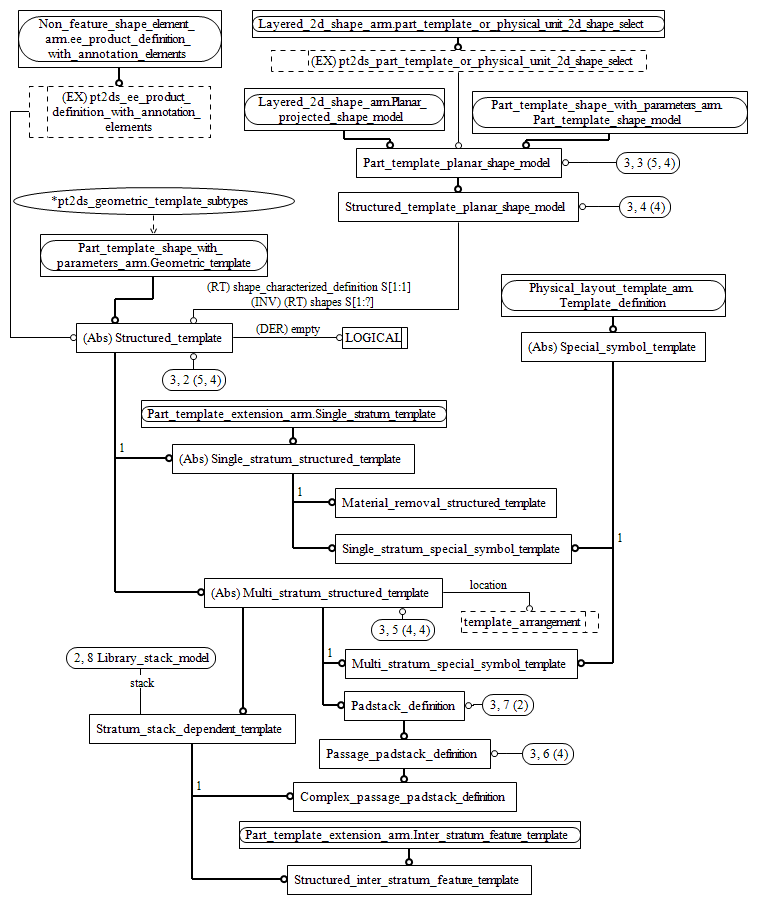 Non_feature_shape_element_
arm.ee_product_definition_
with_annotation_elements
Layered_2d_shape_arm.part_template_or_physical_unit_2d_shape_select
(EX) pt2ds_part_template_or_physical_unit_2d_shape_select
(EX) pt2ds_ee_product_
definition_with_annotation_
elements
Layered_2d_shape_arm.Planar_
projected_shape_model
Part_template_shape_with_parameters_arm.
Part_template_shape_model
Part_template_planar_shape_model
3, 3 (5, 4)
*pt2ds_geometric_template_subtypes
Structured_template_planar_shape_model
3, 4 (4)
Part_template_shape_with_
parameters_arm.Geometric_template
(RT) shape_characterized_definition S[1:1]
(INV) (RT) shapes S[1:?]
Physical_layout_template_arm.
Template_definition
(Abs) Structured_template
(DER) empty
LOGICAL
(Abs) Special_symbol_template
3, 2 (5, 4)
Part_template_extension_arm.Single_stratum_template
1
(Abs) Single_stratum_structured_template
1
Material_removal_structured_template
Single_stratum_special_symbol_template
1
(Abs) Multi_stratum_structured_template
location
template_arrangement
3, 5 (4, 4)
2, 8 Library_stack_model
1
Multi_stratum_special_symbol_template
stack
Padstack_definition
3, 7 (2)
Stratum_stack_dependent_template
Passage_padstack_definition
3, 6 (4)
1
Complex_passage_padstack_definition
Part_template_extension_arm.Inter_stratum_feature_template
Structured_inter_stratum_feature_template